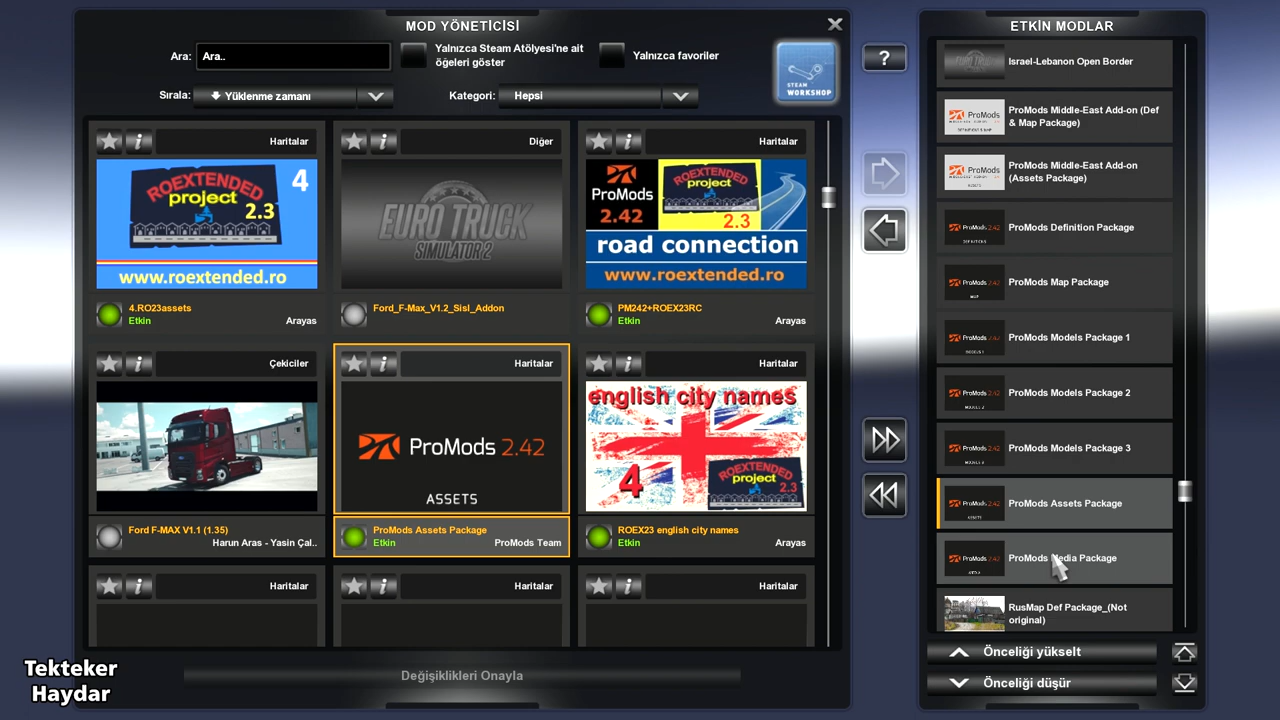 MOD YÖNETİCİSİ
Ara:
Ara..
Yalnızca Steam Atölyesi'ne ait
öğeleri göster
Yalnızca favoriler
STEAM
WORKSHOP
Sırala:
Yüklenme zamanı
Kategori:
Hepsi
Haritalar
ROEXTENDED
project
2.3
4
www.roextended.ro
4.RO23assets
Etkin
Arayas
Diğer
EURO TRUCK
SIMULATOR 2
Ford_F-Max_V1.2_Sisl_Addon
Haritalar
ProMods
2.42
ROEXTENDED
project
2.3
road connection
www.roextended.ro
PM242+ROEX23RC
Etkin
Arayas
Çekiciler
Ford F-MAX V1.1 (1.35)
Harun Aras - Yasin Çal..
Haritalar
ProMods 2.42
ASSETS
ProMods Assets Package
Etkin
ProMods Team
Haritalar
english city names
4
ROEXTENDED
project
2.3
ROEX23 english city names
Etkin
Arayas
Haritalar
Haritalar
Haritalar
Değişiklikleri Onayla
Tekteker
Haydar
?
ETKİN MODLAR
Israel-Lebanon Open Border
ProMods Middle-East Add-on (Def
& Map Package)
ProMods Middle-East Add-on
(Assets Package)
ProMods Definition Package
ProMods Map Package
ProMods Models Package 1
ProMods Models Package 2
ProMods Models Package 3
ProMods Assets Package
ProMods Media Package
RusMap Def Package_(Not
original)
Önceliği yükselt
Önceliği düşür